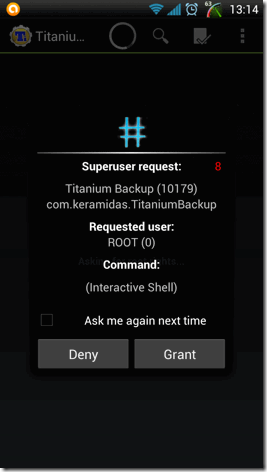 63
13:14
Titaniu...
#
Superuser request:
8
Titanium Backup (10179)
com.keramidas.TitaniumBackup
Requested user:
ROOT (0)
Command:
(Interactive Shell)
Ask me again next time
Deny
Grant